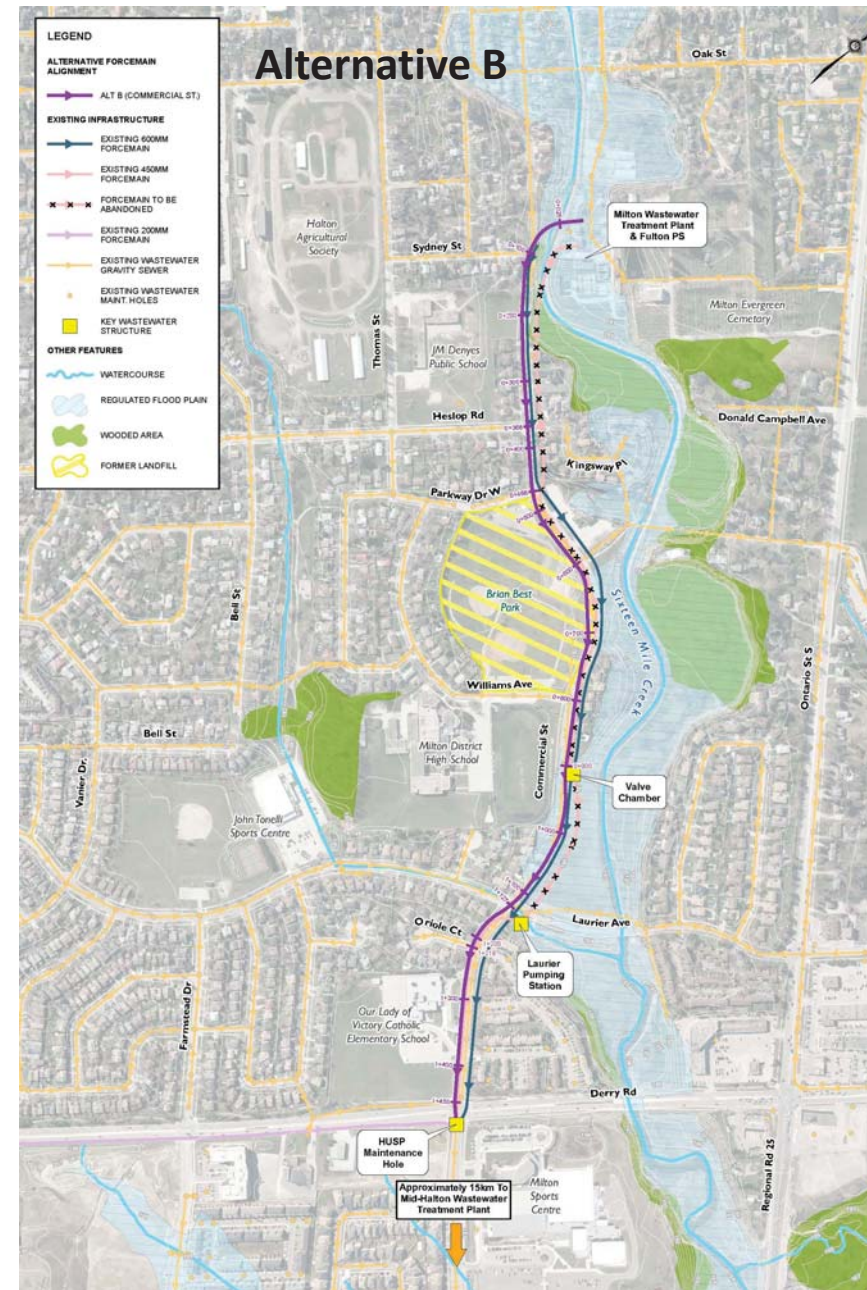 Alternative B
LEGEND
ALTERNATIVE FORCEMAIN
ALIGNMENT
ALT B (COMMERCIAL ST.)
EXISTING INFRASTRUCTURE
EXISTING 600MM
FORCEMAIN
EXISTING 450MM
FORCEMAIN
FORCEMAIN TO BE
ABANDONED
EXISTING 200MM
FORCEMAIN
EXISTING WASTEWATER
GRAVITY SEWER
EXISTING WASTEWATER
MAINT. HOLES
KEY WASTEWATER
STRUCTURE
OTHER FEATURES
WATERCOURSE
REGULATED FLOOD PLAIN
WOODED AREA
FORMER LANDFILL
Oak St
Milton Wastewater
Treatment Plant
& Fulton PS
Halton
Agricultural
Society
Sydney St
Milton Evergreen
Cemetery
Thomas St
JM Denyes
Public School
Heslop Rd
Donald Campbell Ave
Kingsway Pl
Parkway Dr W
Brian Best
Park
Bell St
Sixteen Mile Creek
Ontario St S
Williams Ave
Bell St
Milton District
High School
Commercial St
Vanier Dr.
Valve
Chamber
John Tonelli
Sports Centre
Oriole Ct
Laurier Ave
Laurier
Pumping
Station
Farmstead Dr
Our Lady of
Victory Catholic
Elementary School
1+400
Derry Rd
HUSP
Maintenance
Hole
Approximately 15km To
Mid-Halton Wastewater
Treatment Plant
Milton
Sports
Centre
Regional Rd 25